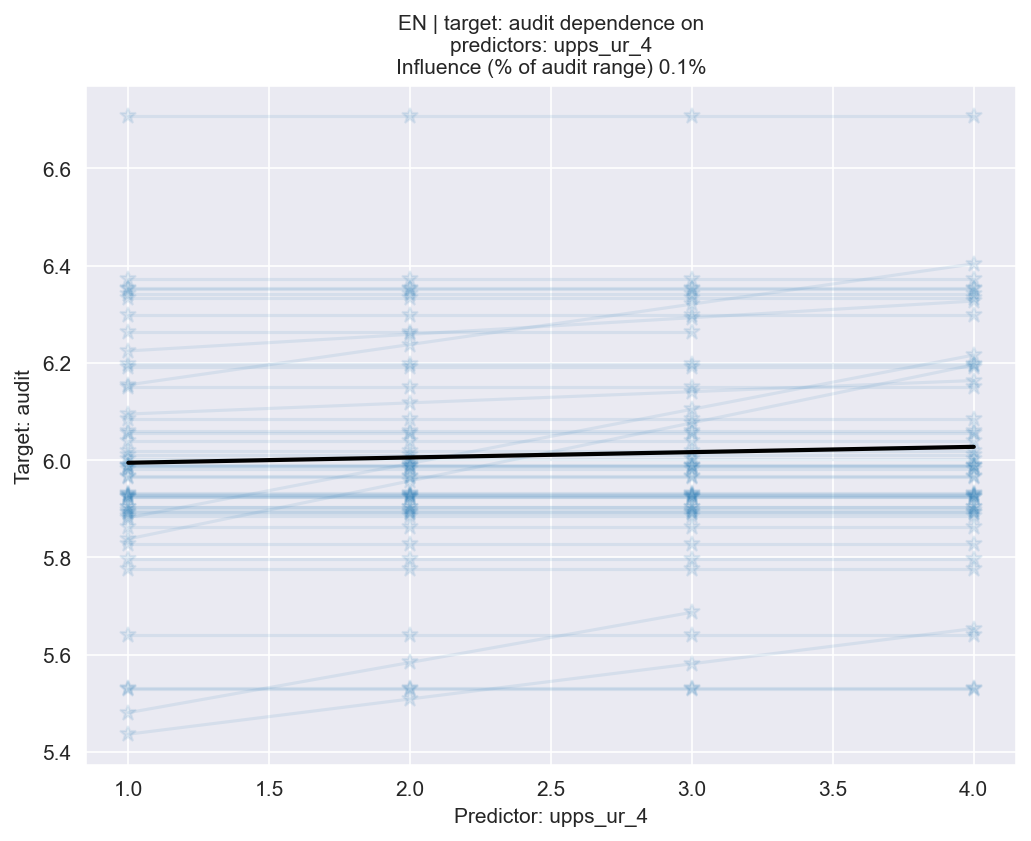 EN | target: audit dependence on
predictors: upps_ur_4
Influence (% of audit range) 0.1%
6.6
6.4
6.2
6.0
5.8
5.6
5.4
Target: audit
1.0 1.5 2.0 2.5 3.0 3.5 4.0
Predictor: upps_ur_4